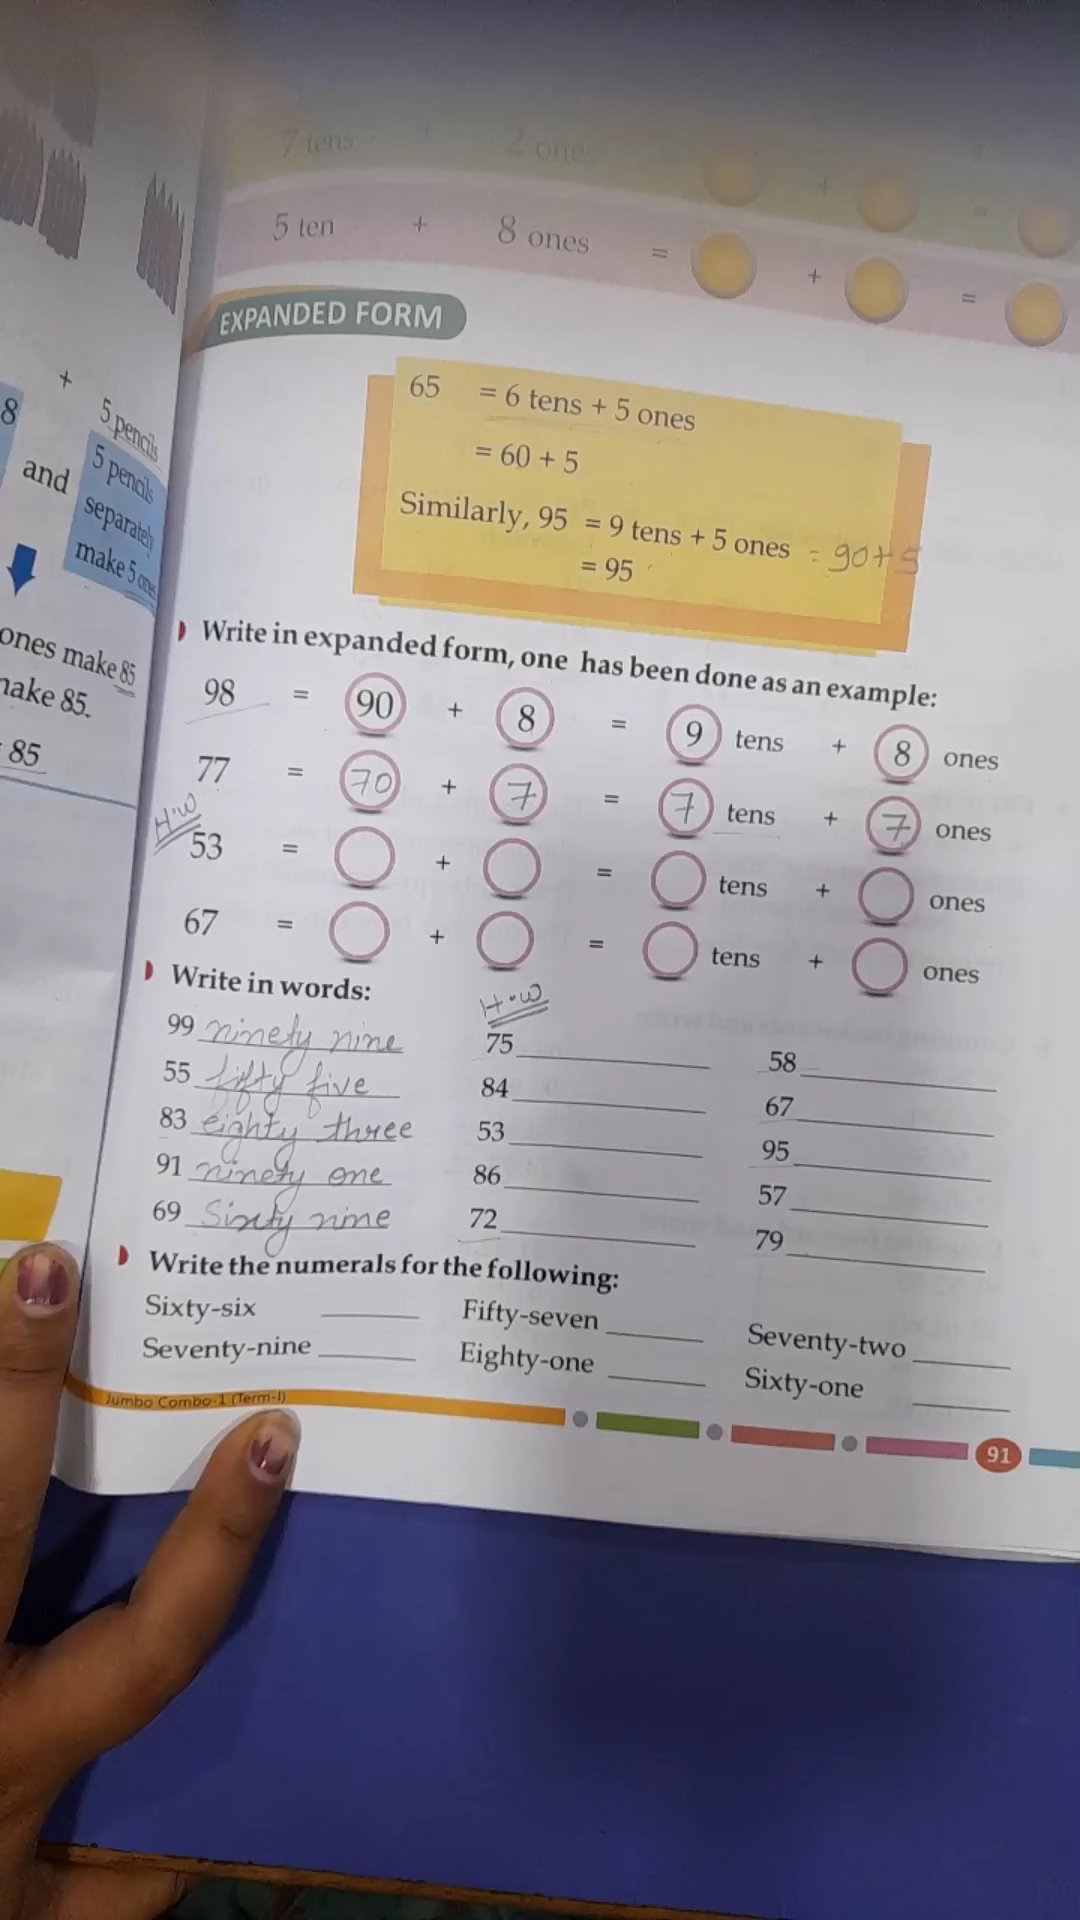 +
5 pencils
8
and
5 pencils
separately
make 5 ones
ones make 85
make 85.
85
7 tens + 2 ones = + =
5 ten + 8 ones = + =
EXPANDED FORM
65 = 6 tens + 5 ones
= 60 + 5
Similarly, 95 = 9 tens + 5 ones = 90+5
= 95
Write in expanded form, one has been done as an example:
98 = 90 + 8 = 9 tens + 8 ones
77 = 70 + 7 = 7 tens + 7 ones
H.W
53 = + = tens + ones
67 = + = tens + ones
Write in words:
H.W
99 ninety nine 75 58
55 fifty five 84 67
83 eighty three 53 95
91 ninety one 86 57
69 Sixty nine 72 79
Write the numerals for the following:
Sixty-six Fifty-seven Seventy-two
Seventy-nine Eighty-one Sixty-one
Jumbo Combo-1 (Term-I)
91